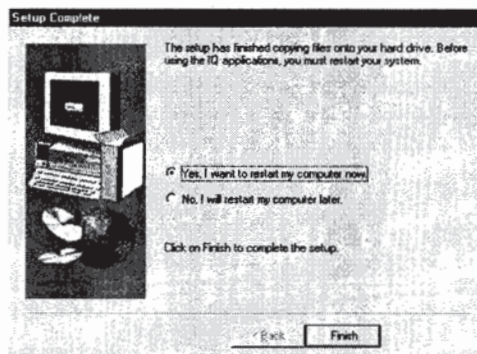 Setup Complete
The setup has finished copying files onto your hard drive. Before
using the IQ applications, you must restart your system.
Yes, I want to restart my computer now.
No, I will restart my computer later.
Click on Finish to complete the setup.
< Back
Finish